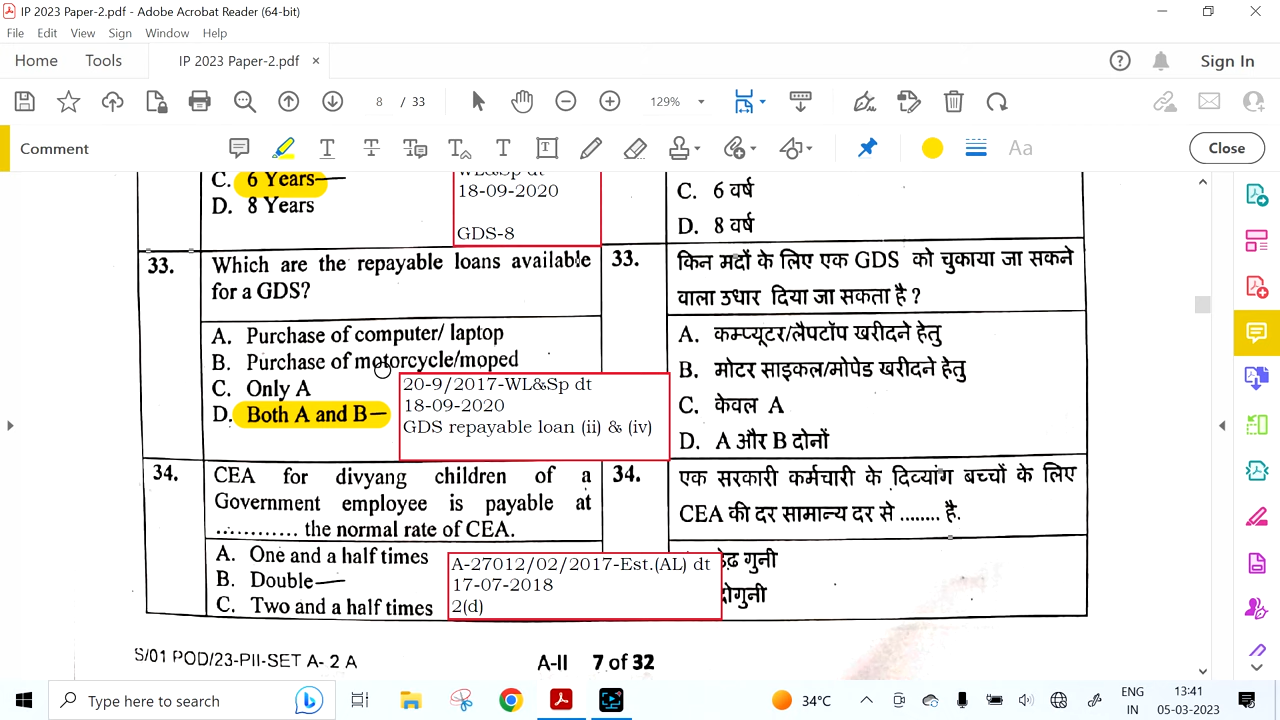 IP 2023 Paper-2.pdf - Adobe Acrobat Reader (64-bit)
File Edit View Sign Window Help
Home Tools IP 2023 Paper-2.pdf × Sign In
8 / 33 129%
Comment Close
C. 6 Years
D. 8 Years
WL&Sp dt
18-09-2020
GDS-8
C. 6 वर्ष
D. 8 वर्ष
33. Which are the repayable loans available
for a GDS?
A. Purchase of computer/ laptop
B. Purchase of motorcycle/moped
C. Only A
D. Both A and B
20-9/2017-WL&Sp dt
18-09-2020
GDS repayable loan (ii) & (iv)
33. किन मदों के लिए एक GDS को चुकाया जा सकने
वाला उधार दिया जा सकता है ?
A. कम्प्यूटर/लैपटॉप खरीदने हेतु
B. मोटर साइकल/मोपेड खरीदने हेतु
C. केवल A
D. A और B दोनों
34. CEA for divyang children of a
Government employee is payable at
............ the normal rate of CEA.
A. One and a half times
B. Double
C. Two and a half times
A-27012/02/2017-Est.(AL) dt
17-07-2018
2(d)
34. एक सरकारी कर्मचारी के दिव्यांग बच्चों के लिए
CEA की दर सामान्य दर से ........ है.
गुनी
दोगुनी
S/01 POD/23-PII-SET A- 2 A A-II 7 of 32
Type here to search
34°C ENG 13:41
IN 05-03-2023